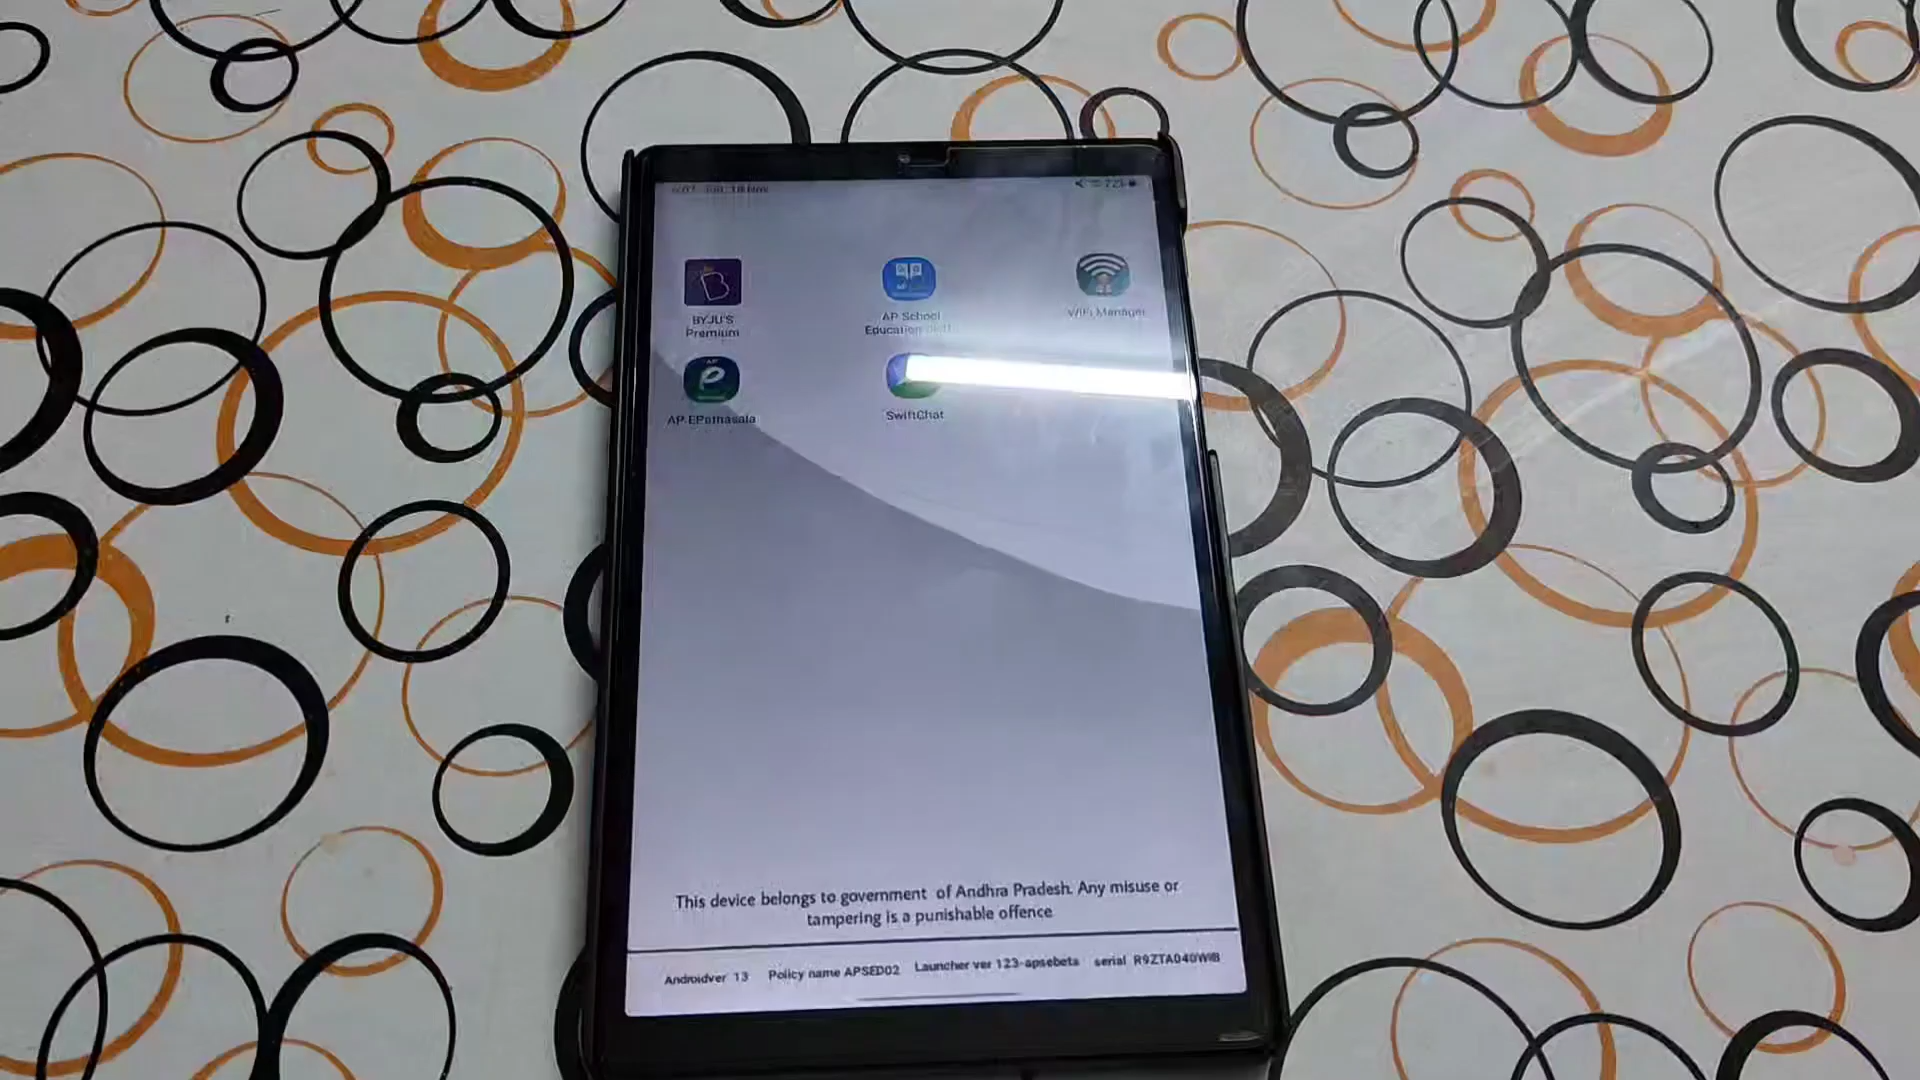 BYJU'S
Premium
AP School
Education
WiFi Manager
AP EPathasala
SwiftChat
This device belongs to government of Andhra Pradesh. Any misuse or
tampering is a punishable offence
Androidver 13 Policy name APSED02 Launcher ver 123-apsebeta serial